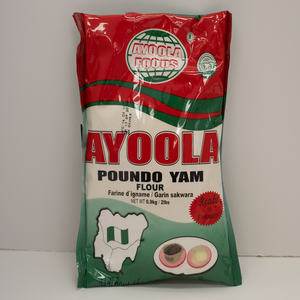 AYOOLA
FOODS
AYOOLA
POUNDO YAM
FLOUR
Farine d'igname / Garin sakwara
NET WT 0.9kg / 2lbs